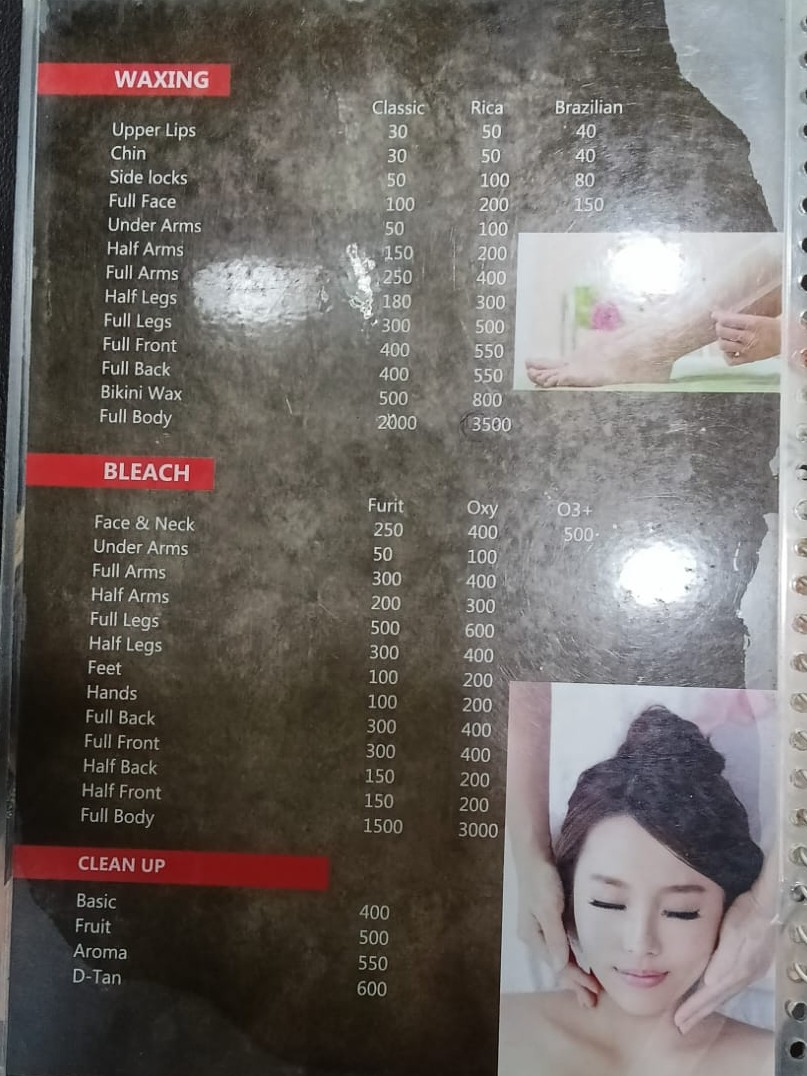 WAXING
Classic Rica Brazilian
Upper Lips 30 50 40
Chin 30 50 40
Side locks 50 100 80
Full Face 100 200 150
Under Arms 50 100
Half Arms 150 200
Full Arms 250 400
Half Legs 180 300
Full Legs 300 500
Full Front 400 550
Full Back 400 550
Bikini Wax 500 800
Full Body 2000 3500
BLEACH
Furit Oxy O3+
Face & Neck 250 400 500
Under Arms 50 100
Full Arms 300 400
Half Arms 200 300
Full Legs 500 600
Half Legs 300 400
Feet 100 200
Hands 100 200
Full Back 300 400
Full Front 300 400
Half Back 150 200
Half Front 150 200
Full Body 1500 3000
CLEAN UP
Basic 400
Fruit 500
Aroma 550
D-Tan 600